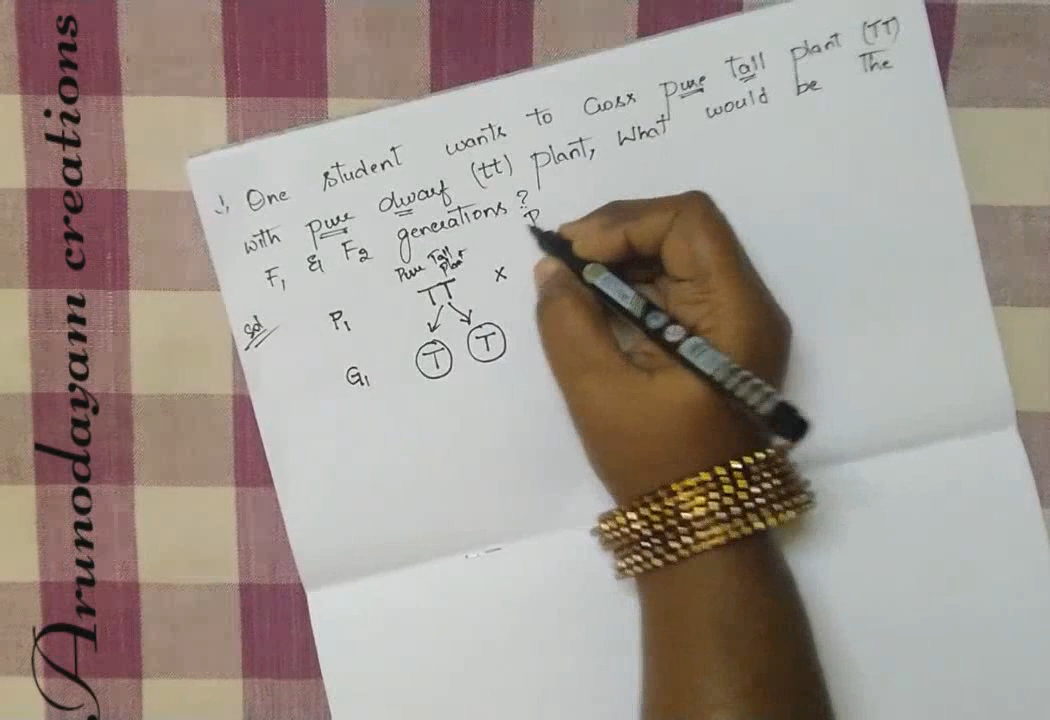 Arunodayam creations
1, One student wants to Cross pure tall plant (TT)
with pure dwarf (tt) plant, What would be The
F1 & F2 generations ?
Pure Tall
Plant
P
Sol
P1
TT
x
G1
T
T